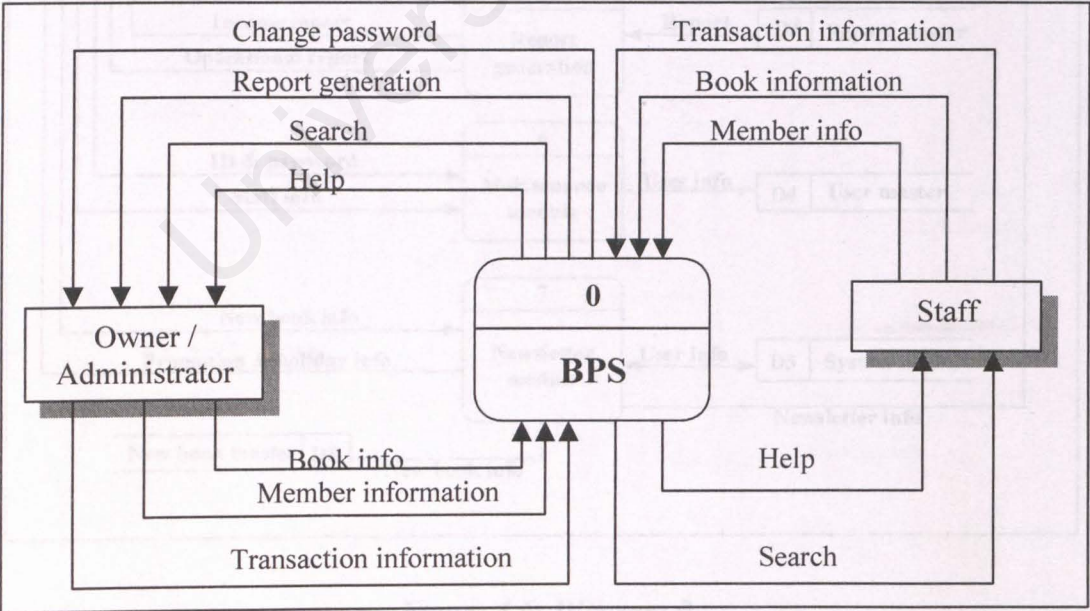 Change password
Report generation
Search
Help
Transaction information
Book information
Member info
Owner /
Administrator
0
BPS
Staff
Book info
Member information
Transaction information
Help
Search
Univers